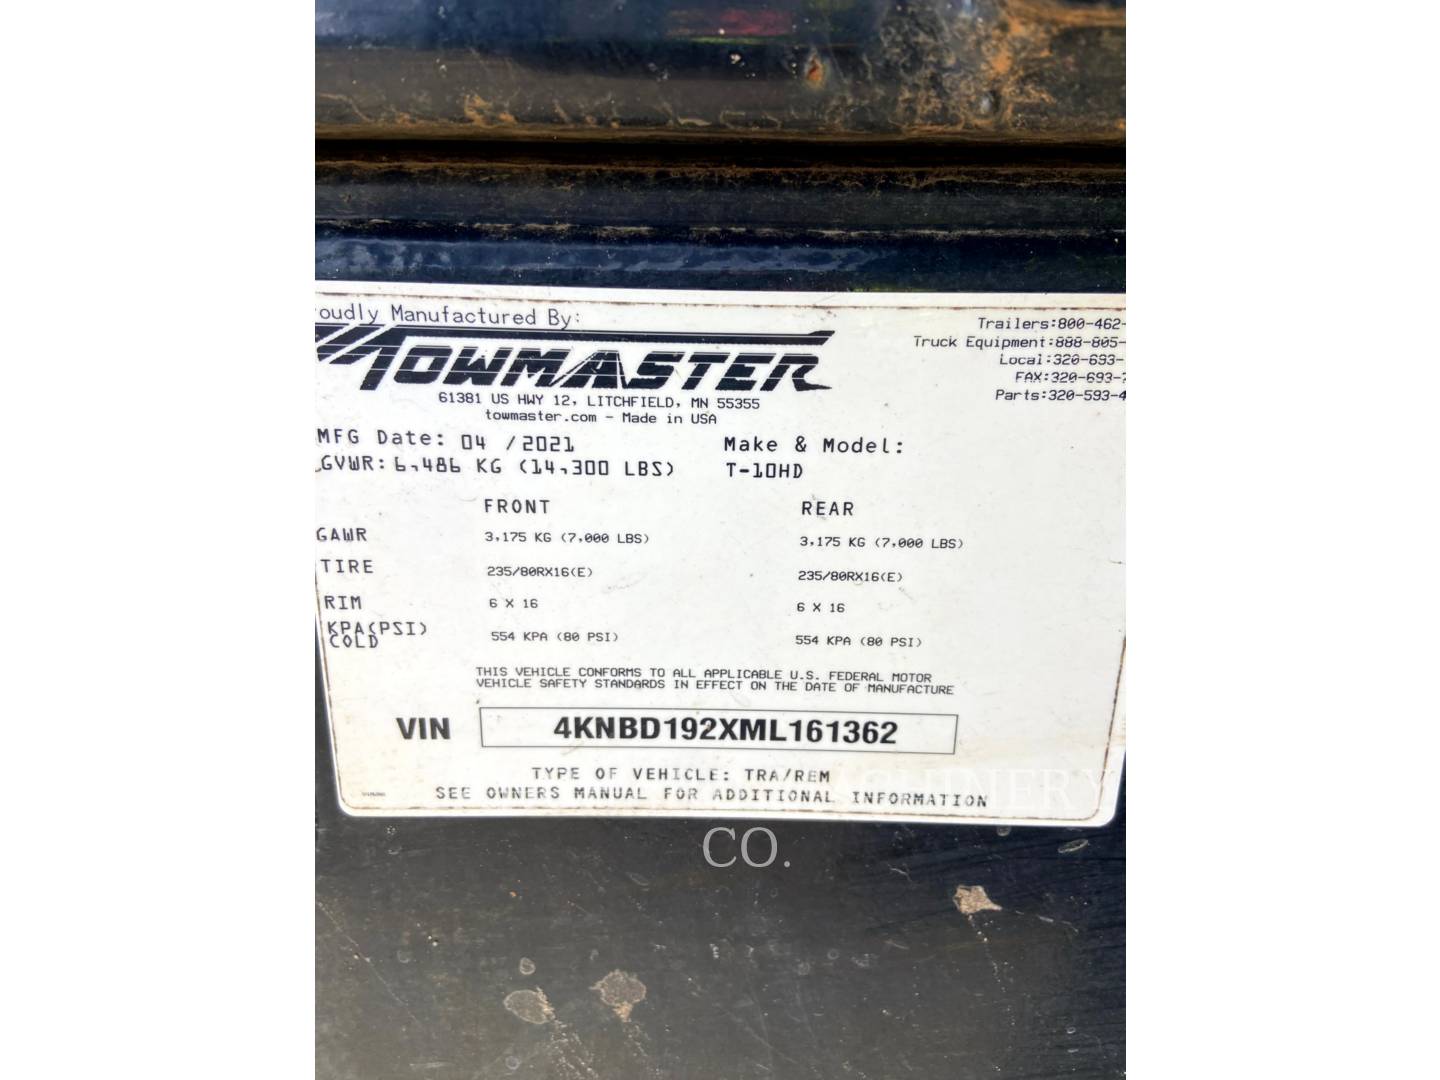 oudly Manufactured By:
TOWMASTER
61381 US HWY 12, LITCHFIELD, MN 55355
towmaster.com - Made in USA
Trailers:800-462-
Truck Equipment:888-805-
Local:320-693-
FAX:320-693-7
Parts:320-593-4
MFG Date: 04 /2021 Make & Model:
GVWR: 6,486 KG (14,300 LBS) T-10HD
FRONT REAR
GAWR 3,175 KG (7,000 LBS) 3,175 KG (7,000 LBS)
TIRE 235/80RX16(E) 235/80RX16(E)
RIM 6 X 16 6 X 16
KPA(PSI) 554 KPA (80 PSI) 554 KPA (80 PSI)
COLD
THIS VEHICLE CONFORMS TO ALL APPLICABLE U.S. FEDERAL MOTOR
VEHICLE SAFETY STANDARDS IN EFFECT ON THE DATE OF MANUFACTURE
VIN 4KNBD192XML161362
TYPE OF VEHICLE: TRA/REM
SEE OWNERS MANUAL FOR ADDITIONAL INFORMATION
MACHINERY
CO.